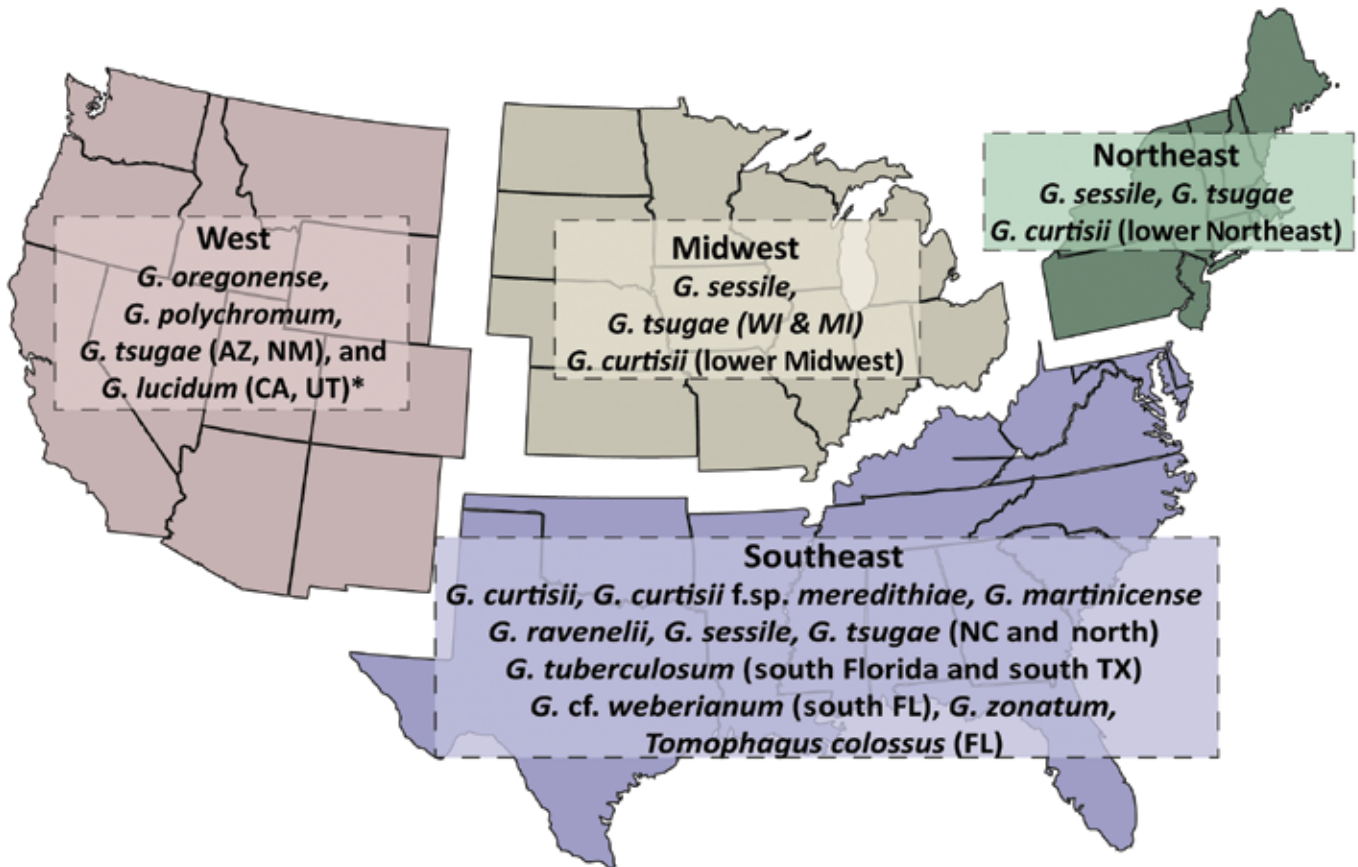 West
G. oregonense,
G. polychromum,
G. tsugae (AZ, NM), and
G. lucidum (CA, UT)*
Midwest
G. sessile,
G. tsugae (WI & MI)
G. curtisii (lower Midwest)
Northeast
G. sessile, G. tsugae
G. curtisii (lower Northeast)
Southeast
G. curtisii, G. curtisii f.sp. meredithiae, G. martinicense
G. ravenelii, G. sessile, G. tsugae (NC and north)
G. tuberculosum (south Florida and south TX)
G. cf. weberianum (south FL), G. zonatum,
Tomophagus colossus (FL)